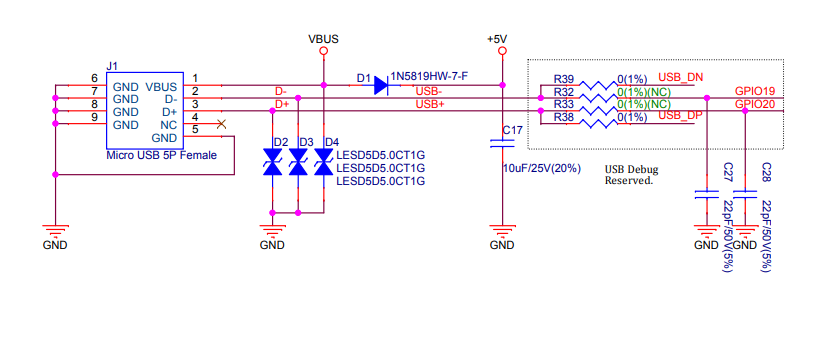 VBUS
+5V
J1
D1
1N5819HW-7-F
6
7
8
9
GND
GND
GND
GND
VBUS
D-
D+
NC
GND
1
2
3
4
5
D-
D+
USB-
USB+
R39
R32
R33
R38
0(1%)
0(1%)(NC)
0(1%)(NC)
0(1%)
USB_DN
USB_DP
GPIO19
GPIO20
Micro USB 5P Female
D2
D3
D4
LESD5D5.0CT1G
LESD5D5.0CT1G
LESD5D5.0CT1G
C17
10uF/25V(20%)
USB Debug
Reserved.
C27
22pF/50V(5%)
C28
22pF/50V(5%)
GND
GND
GND
GND
GND